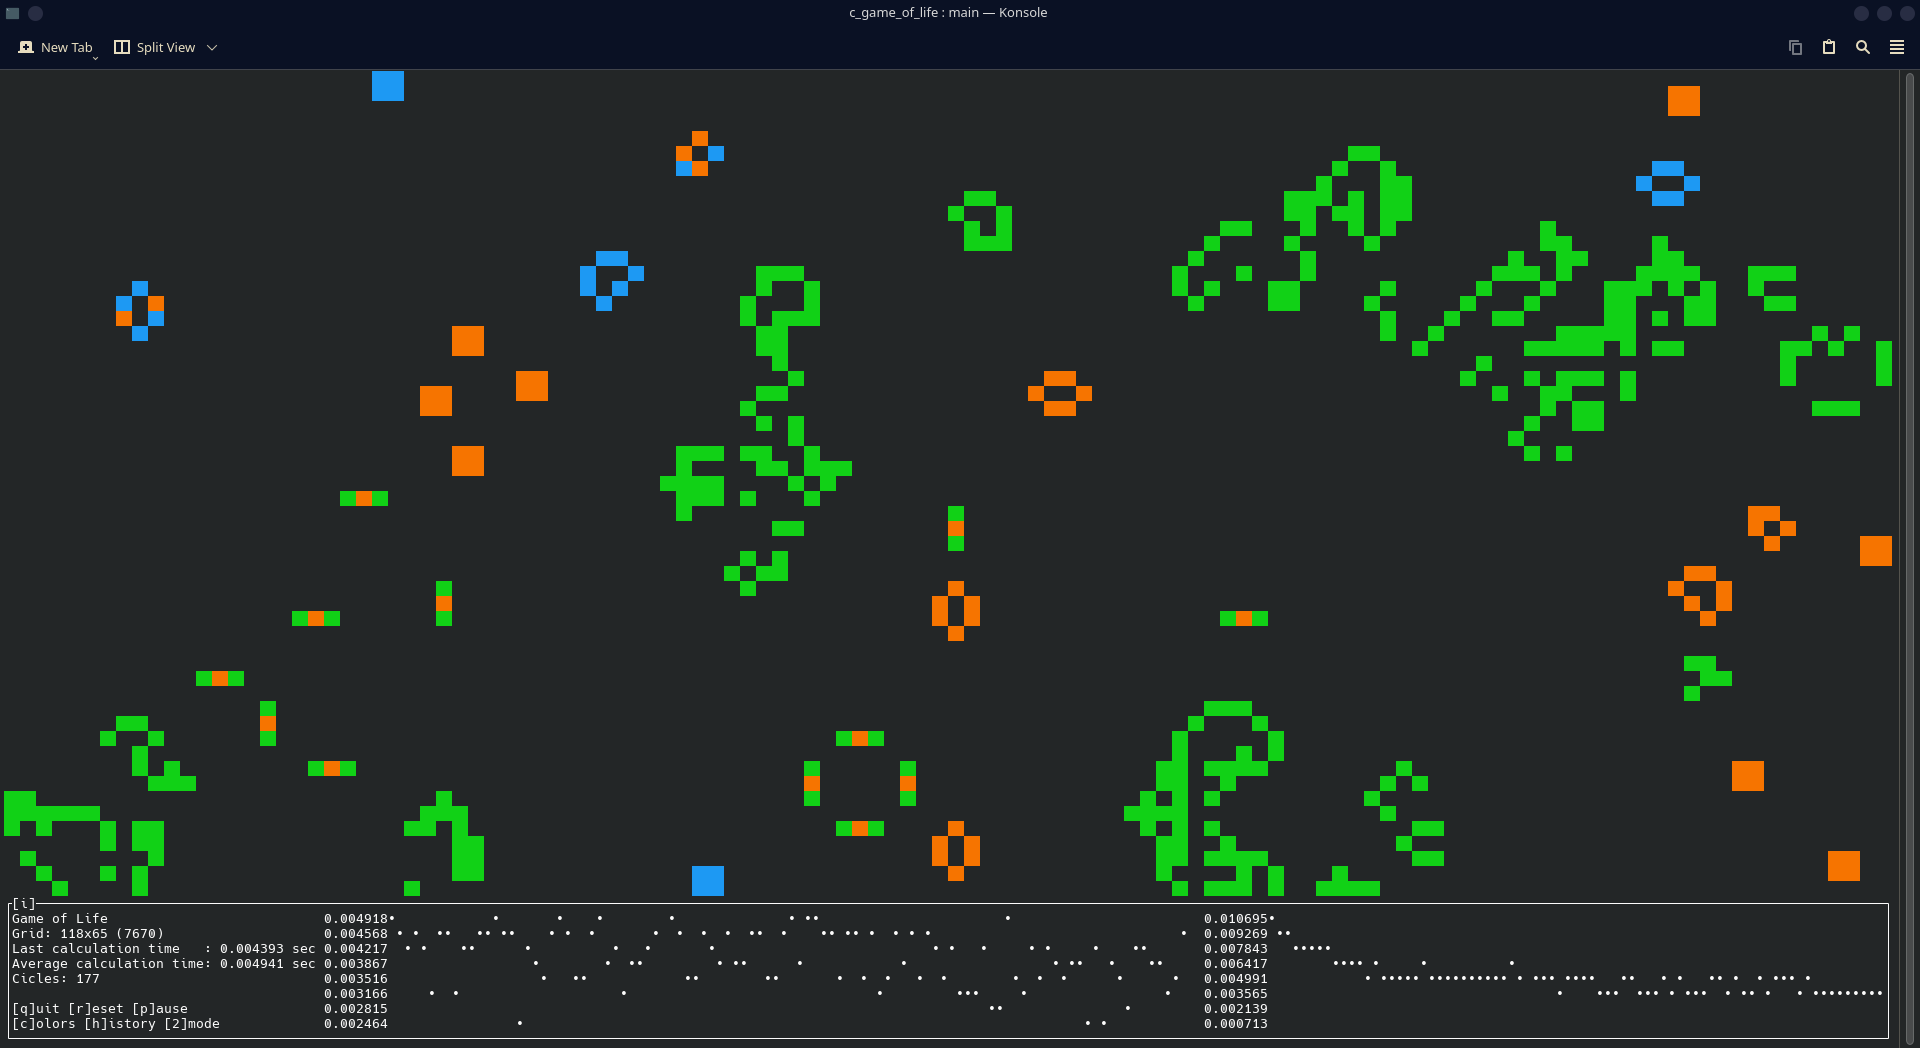 c_game_of_life : main — Konsole
New Tab
Split View
[i]
Game of Life 0.004918 0.010695
Grid: 118x65 (7670) 0.004568 0.009269
Last calculation time : 0.004393 sec 0.004217 0.007843
Average calculation time: 0.004941 sec 0.003867 0.006417
Cicles: 177 0.003516 0.004991
0.003166 0.003565
[q]uit [r]eset [p]ause 0.002815 0.002139
[c]olors [h]istory [2]mode 0.002464 0.000713